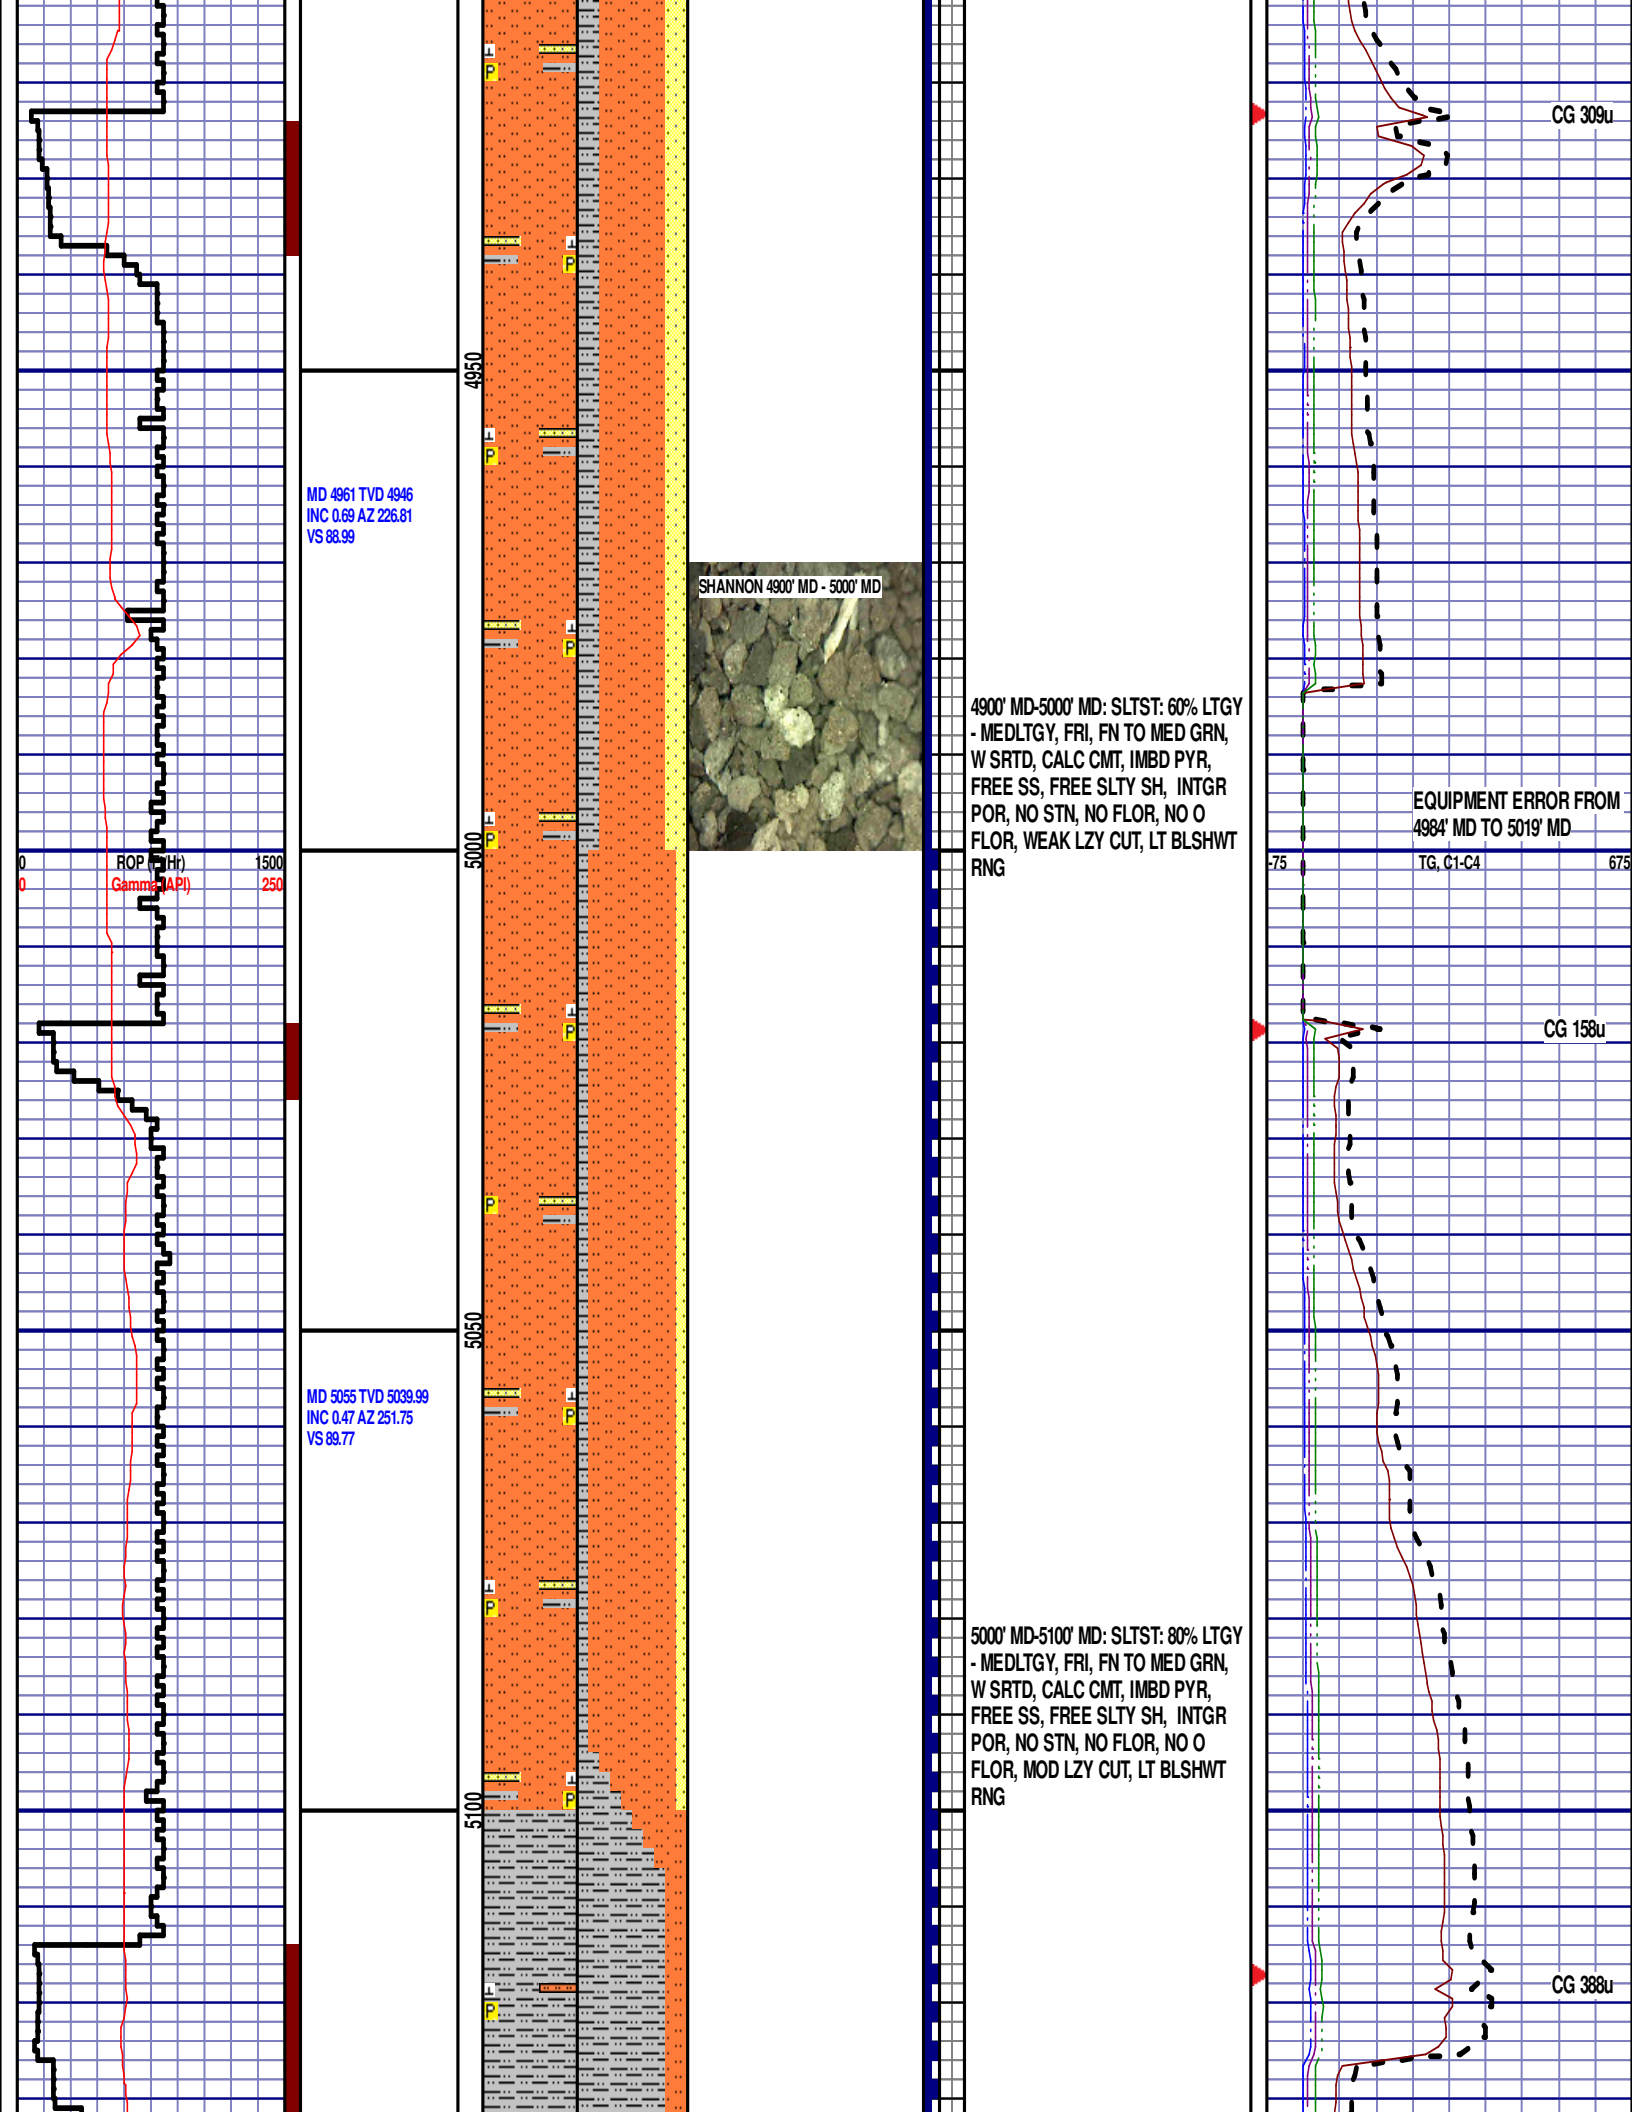 CG 309u
4950
MD 4961 TVD 4946
INC 0.69 AZ 226.81
VS 88.99
SHANNON 4900' MD - 5000' MD
4900' MD-5000' MD: SLTST: 60% LTGY
- MEDLTGY, FRI, FN TO MED GRN,
W SRTD, CALC CMT, IMBD PYR,
FREE SS, FREE SLTY SH, INTGR
POR, NO STN, NO FLOR, NO O
FLOR, WEAK LZY CUT, LT BLSHWT
RNG
EQUIPMENT ERROR FROM
4984' MD TO 5019' MD
5000
0 ROP (Ft/Hr) 1500
0 Gamma (API) 250
-75 TG, C1-C4 675
CG 158u
5050
MD 5055 TVD 5039.99
INC 0.47 AZ 251.75
VS 89.77
5000' MD-5100' MD: SLTST: 80% LTGY
- MEDLTGY, FRI, FN TO MED GRN,
W SRTD, CALC CMT, IMBD PYR,
FREE SS, FREE SLTY SH, INTGR
POR, NO STN, NO FLOR, NO O
FLOR, MOD LZY CUT, LT BLSHWT
RNG
5100
CG 388u
P
P
P
P
P
P
P
P
P
P
P